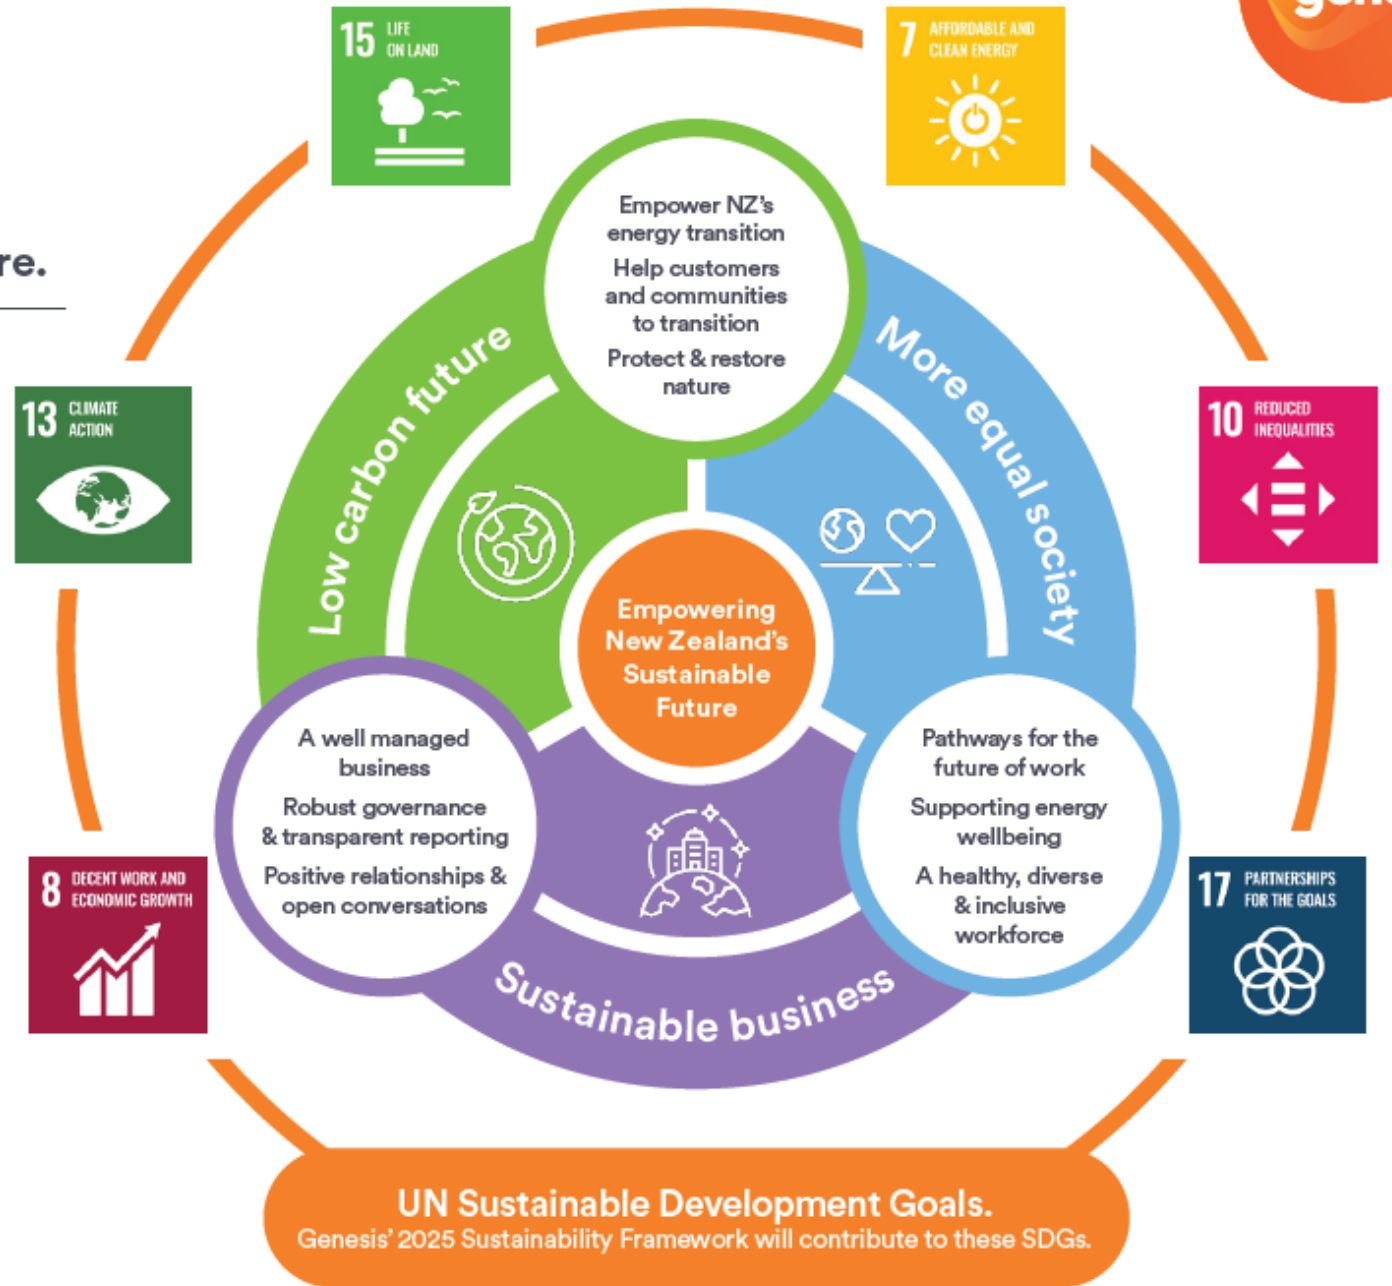 15 LIFE
ON LAND
7 AFFORDABLE AND
CLEAN ENERGY
13 CLIMATE
ACTION
10 REDUCED
INEQUALITIES
8 DECENT WORK AND
ECONOMIC GROWTH
17 PARTNERSHIPS
FOR THE GOALS
Empower NZ's
energy transition
Help customers
and communities
to transition
Protect & restore
nature
Low carbon future
More equal society
Empowering
New Zealand's
Sustainable
Future
A well managed
business
Robust governance
& transparent reporting
Positive relationships &
open conversations
Pathways for the
future of work
Supporting energy
wellbeing
A healthy, diverse
& inclusive
workforce
Sustainable business
UN Sustainable Development Goals.
Genesis' 2025 Sustainability Framework will contribute to these SDGs.